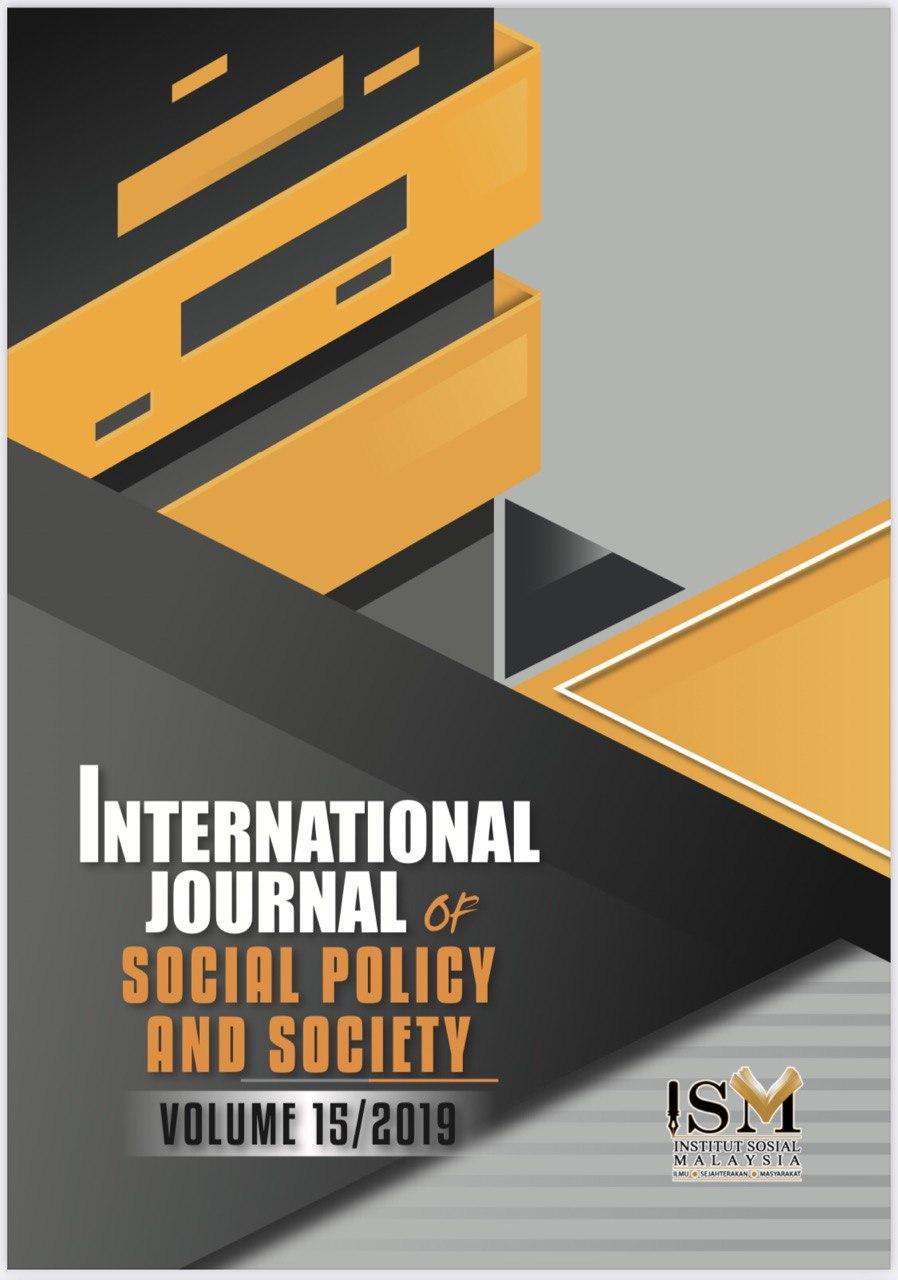 INTERNATIONAL
JOURNAL OF
SOCIAL POLICY
AND SOCIETY
VOLUME 15/2019
ISM
INSTITUT SOSIAL
MALAYSIA
ILMU SEJAHTERAKAN MASYARAKAT